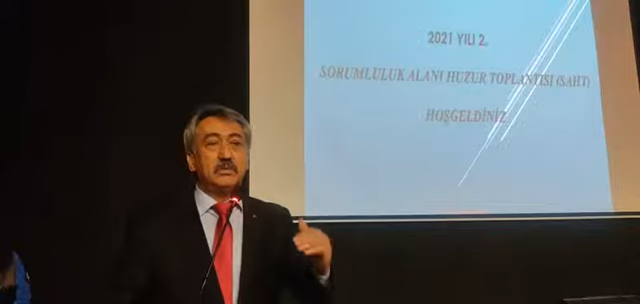 2021 YILI 2.
SORUMLULUK ALANI HUZUR TOPLANTISI (SAHT)
HOŞGELDİNİZ